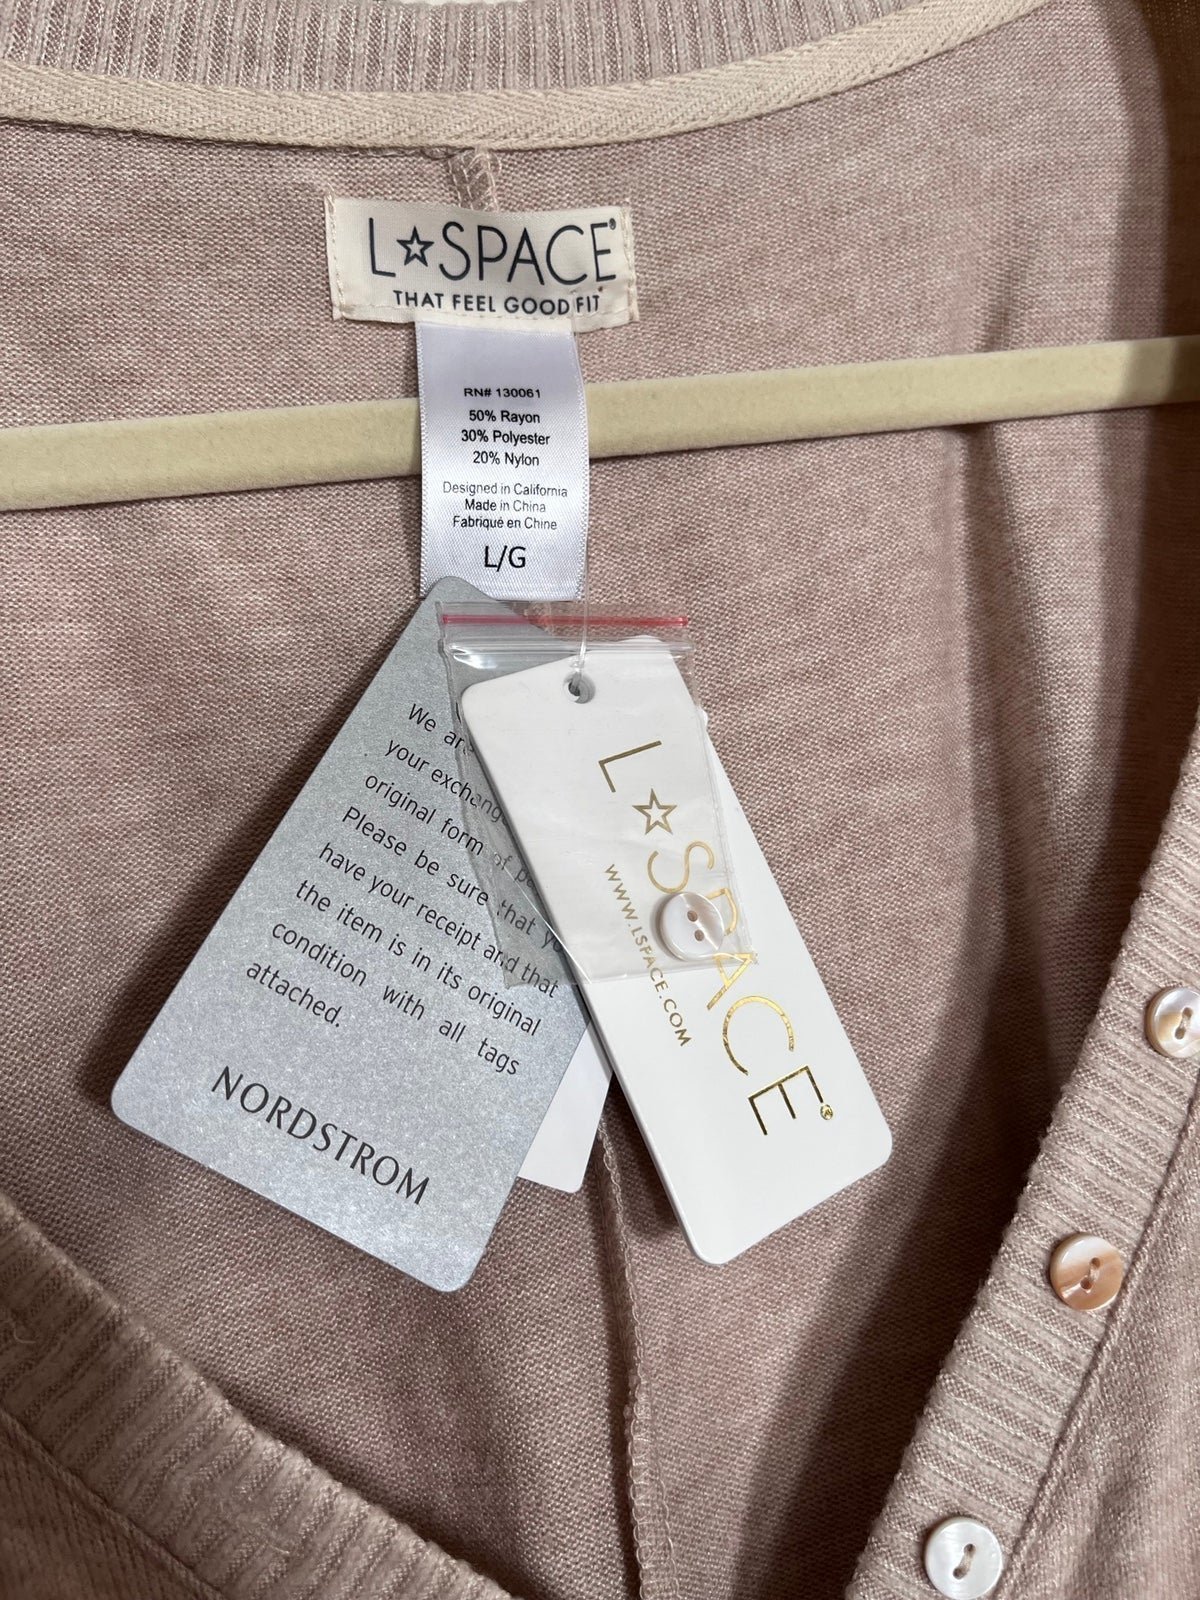 L☆SPACE®
THAT FEEL GOOD FIT
RN# 130061
50% Rayon
30% Polyester
20% Nylon
Designed in California
Made in China
Fabriqué en Chine
L/G
We
your exchange
original form of
Please be sure that
have your receipt and that
the item is in its original
condition with all tags
attached.
NORDSTROM
L☆SPACE®
WWW.LSPACE.COM